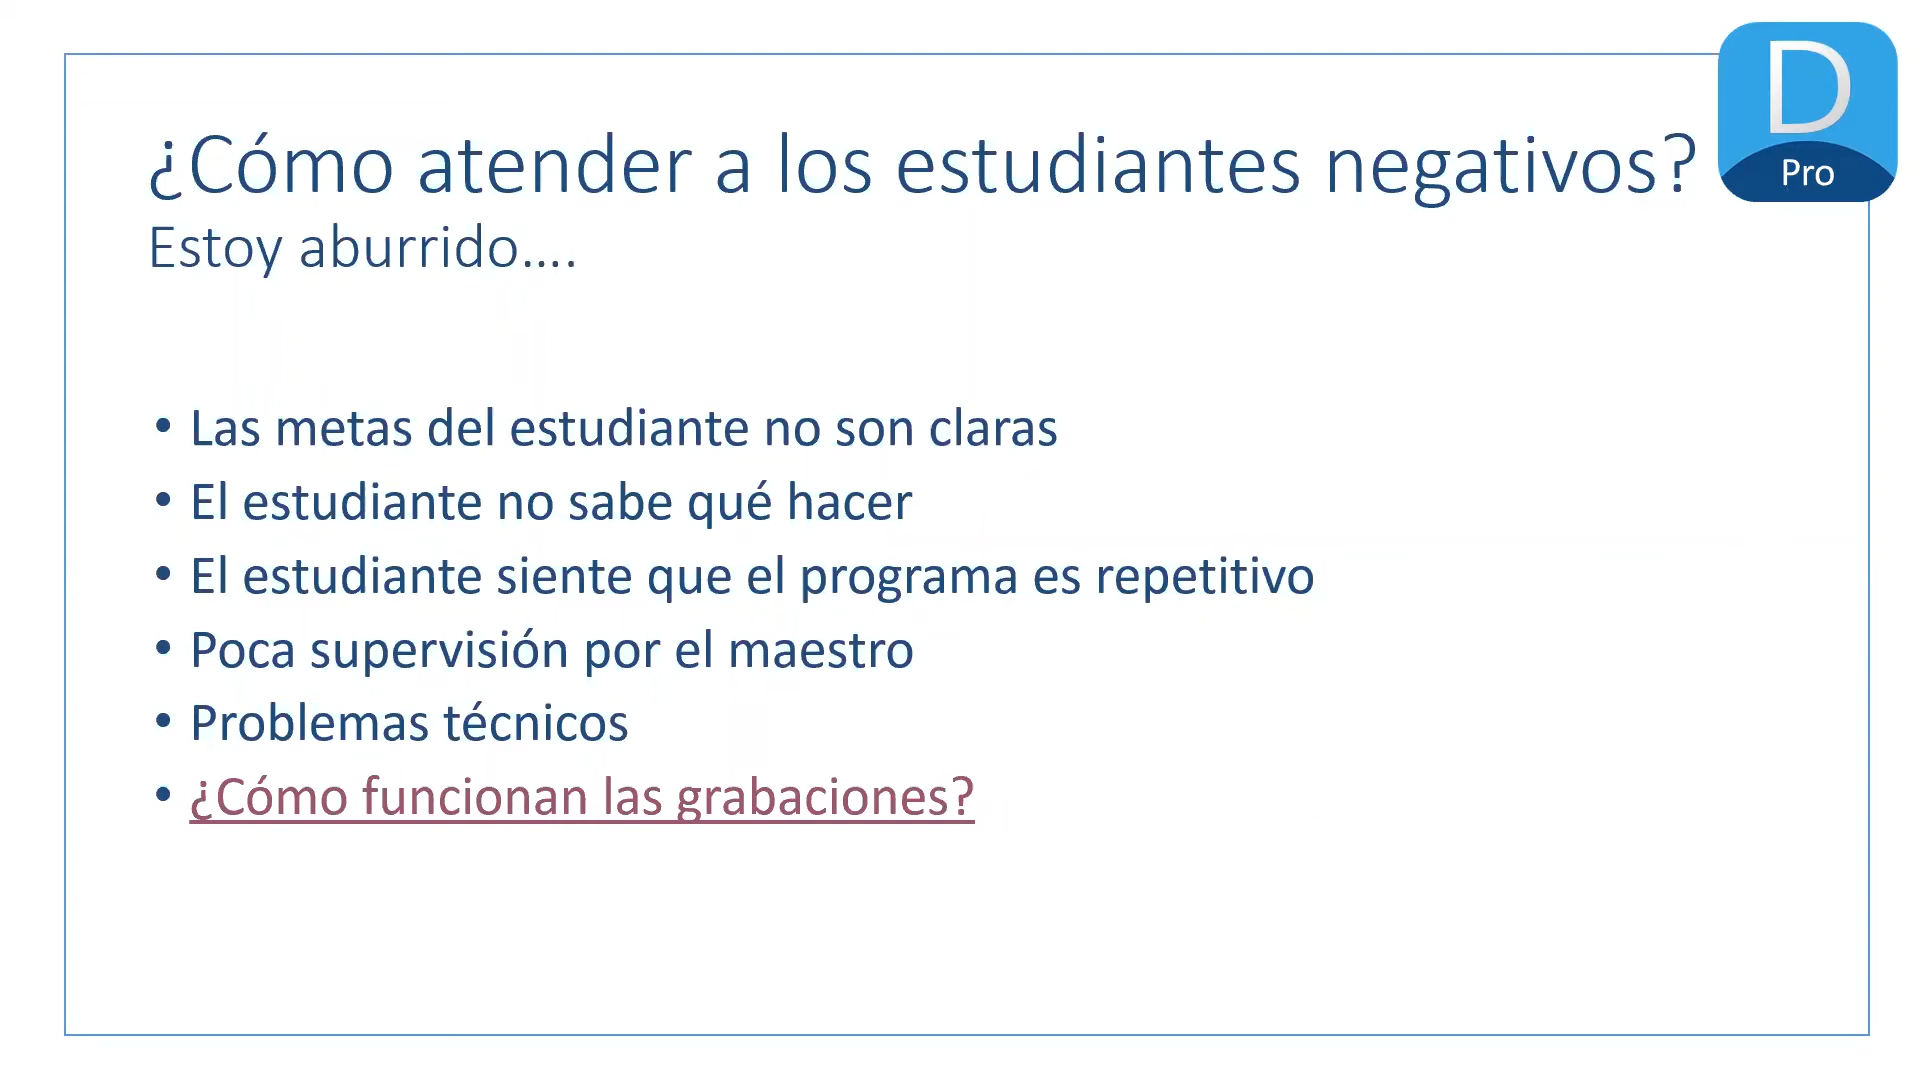 D
Pro
¿Cómo atender a los estudiantes negativos?
Estoy aburrido....
• Las metas del estudiante no son claras
• El estudiante no sabe qué hacer
• El estudiante siente que el programa es repetitivo
• Poca supervisión por el maestro
• Problemas técnicos
• ¿Cómo funcionan las grabaciones?